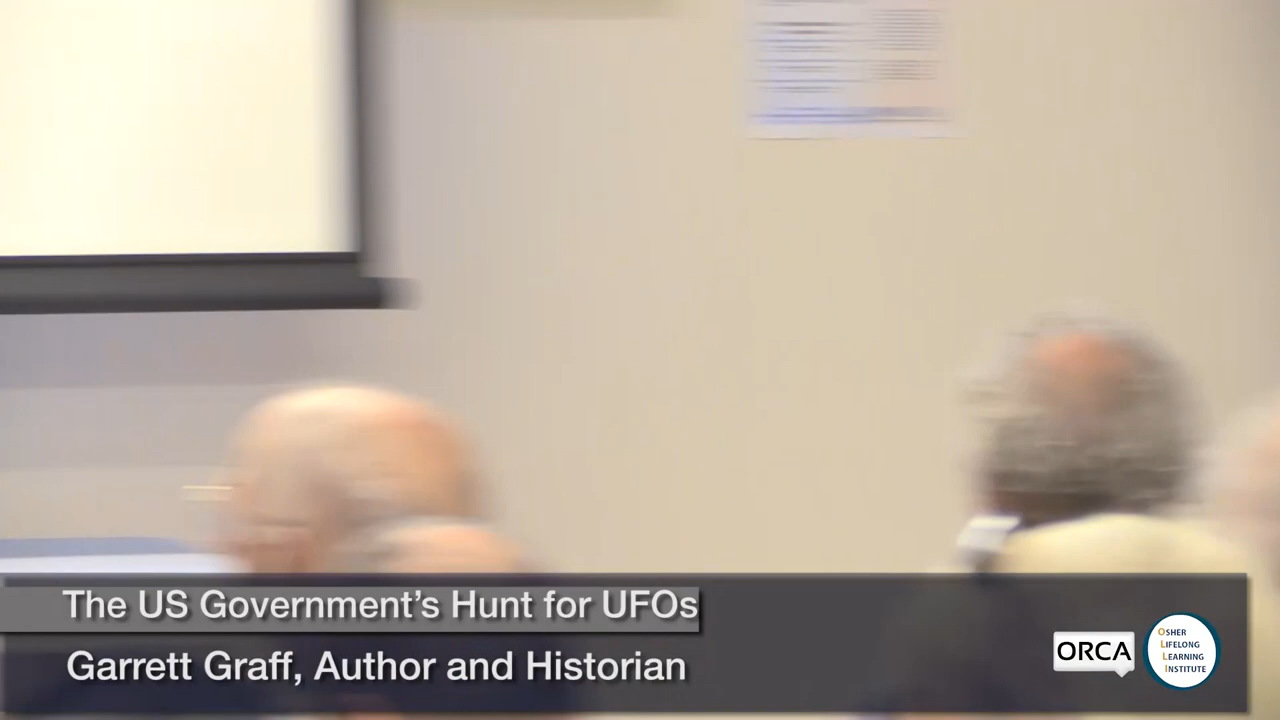 The US Government’s Hunt for UFOs
Garrett Graff, Author and Historian
ORCA
OSHER
LIFELONG
LEARNING
INSTITUTE